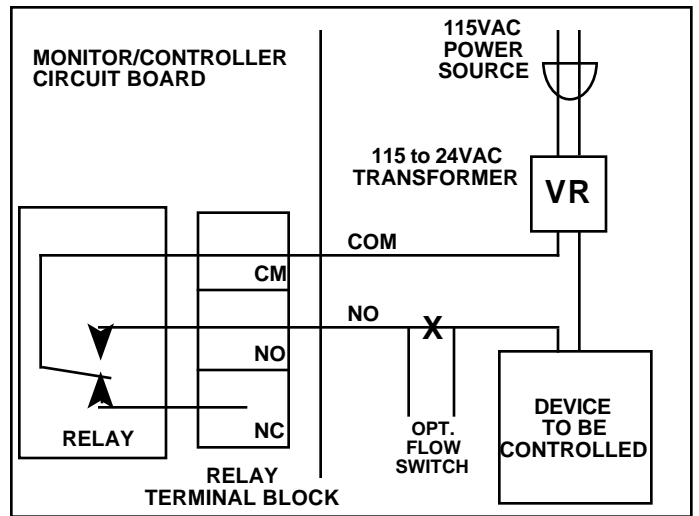 MONITOR/CONTROLLER
CIRCUIT BOARD
115VAC
POWER
SOURCE
115 to 24VAC
TRANSFORMER
VR
COM
CM
NO
X
NO
NC
RELAY
OPT.
FLOW
SWITCH
DEVICE
TO BE
CONTROLLED
RELAY
TERMINAL BLOCK